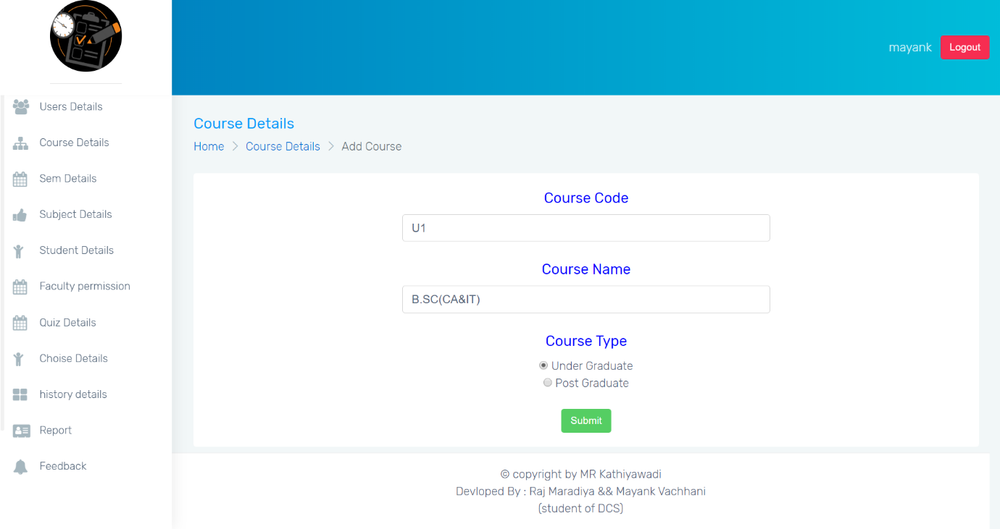 mayank
Logout
Users Details
Course Details
Sem Details
Subject Details
Student Details
Faculty permission
Quiz Details
Choise Details
history details
Report
Feedback
Course Details
Home > Course Details > Add Course
Course Code
U1
Course Name
B.SC(CA&IT)
Course Type
Under Graduate
Post Graduate
Submit
© copyright by MR Kathiyawadi
Devloped By : Raj Maradiya && Mayank Vachhani
(student of DCS)